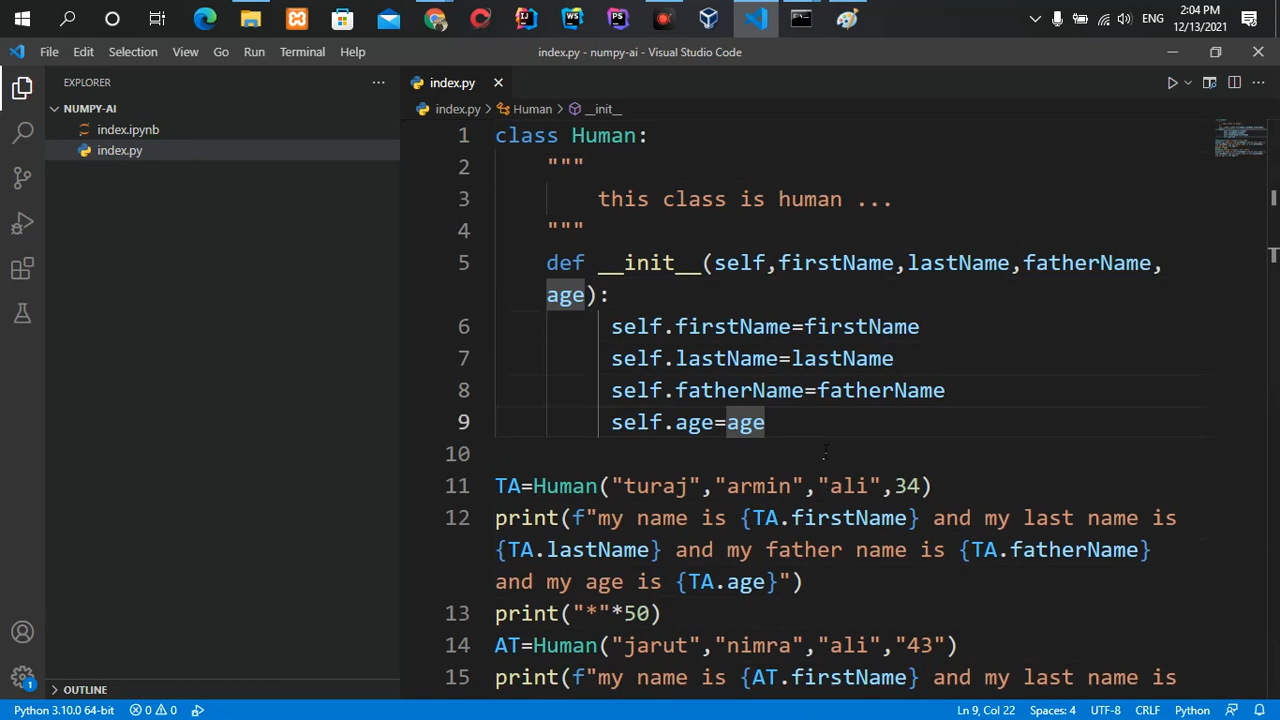 2:04 PM
ENG
12/13/2021
File Edit Selection View Go Run Terminal Help
index.py - numpy-ai - Visual Studio Code
EXPLORER
index.py
NUMPY-AI
index.py > Human > __init__
index.ipynb
index.py
1 class Human:
2 """
3 this class is human ...
4 """
5 def __init__(self,firstName,lastName,fatherName,
age):
6 self.firstName=firstName
7 self.lastName=lastName
8 self.fatherName=fatherName
9 self.age=age
10
11 TA=Human("turaj","armin","ali",34)
12 print(f"my name is {TA.firstName} and my last name is
{TA.lastName} and my father name is {TA.fatherName}
and my age is {TA.age}")
13 print("*"*50)
14 AT=Human("jarut","nimra","ali","43")
15 print(f"my name is {AT.firstName} and my last name is
OUTLINE
1
Python 3.10.0 64-bit 0 0 Ln 9, Col 22 Spaces: 4 UTF-8 CRLF Python